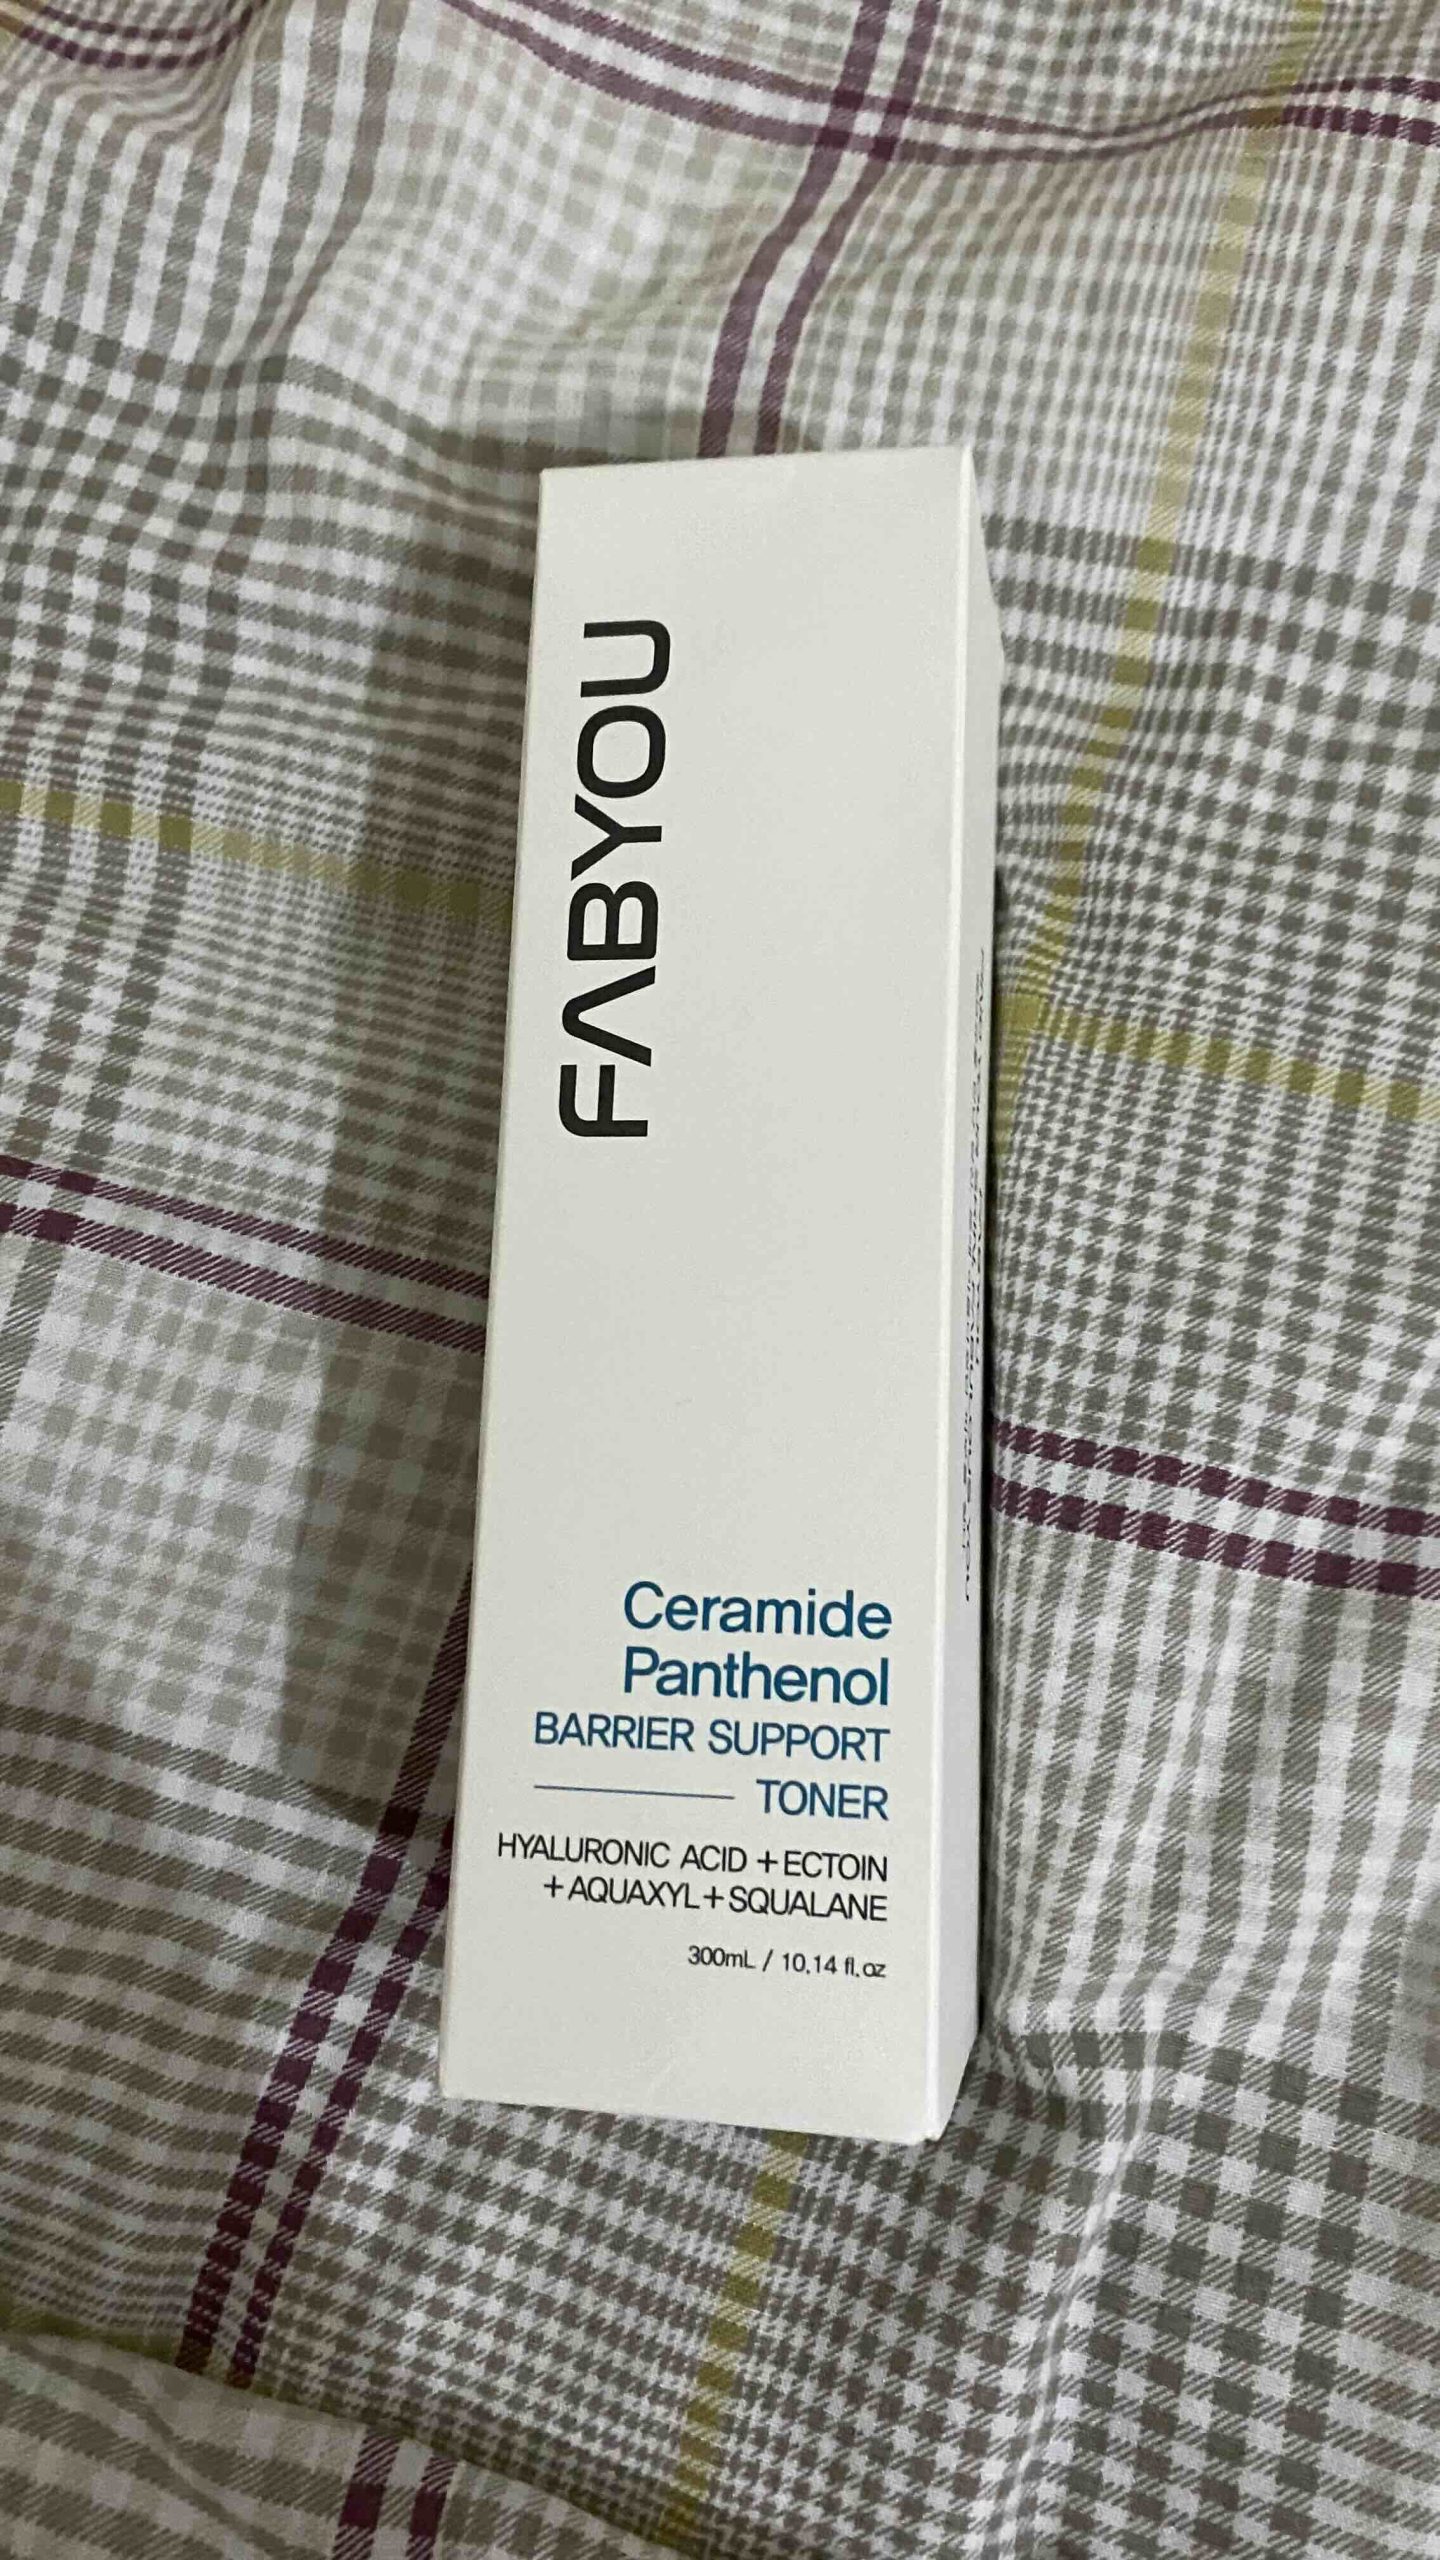 FABYOU
Ceramide
Panthenol
BARRIER SUPPORT
TONER
HYALURONIC ACID +ECTOIN
+AQUAXYL+SQUALANE
300mL / 10.14 fl.oz